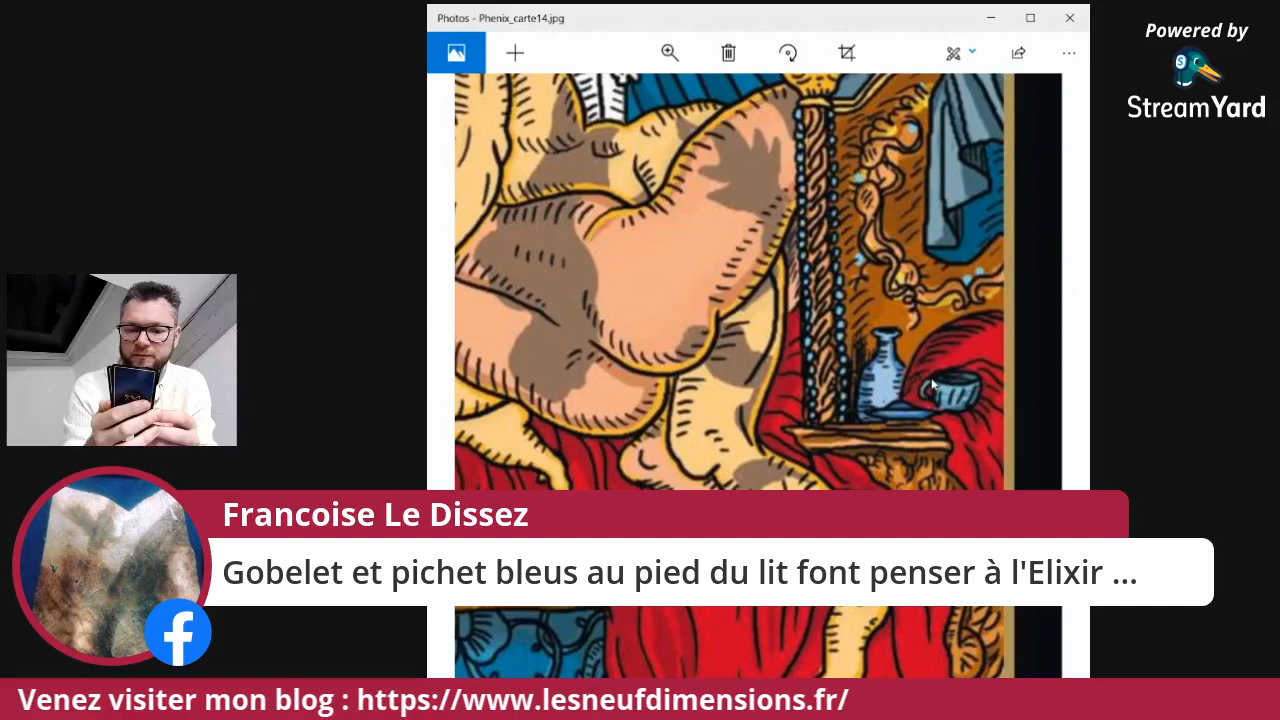 Photos - Phenix_carte14.jpg
Powered by
StreamYard
Francoise Le Dissez
Gobelet et pichet bleus au pied du lit font penser à l'Elixir ...
Venez visiter mon blog : https://www.lesneufdimensions.fr/